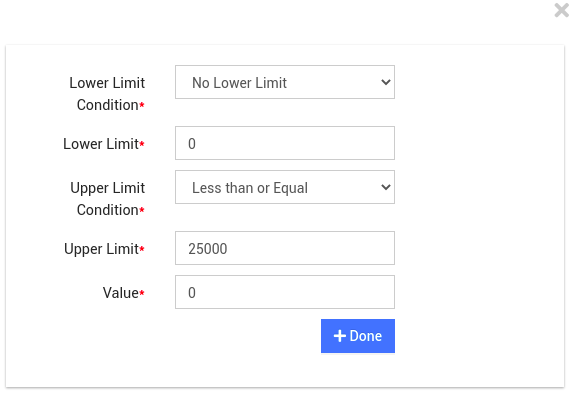 Lower Limit
Condition*
No Lower Limit
Lower Limit*
0
Upper Limit
Condition*
Less than or Equal
Upper Limit*
25000
Value*
0
Done